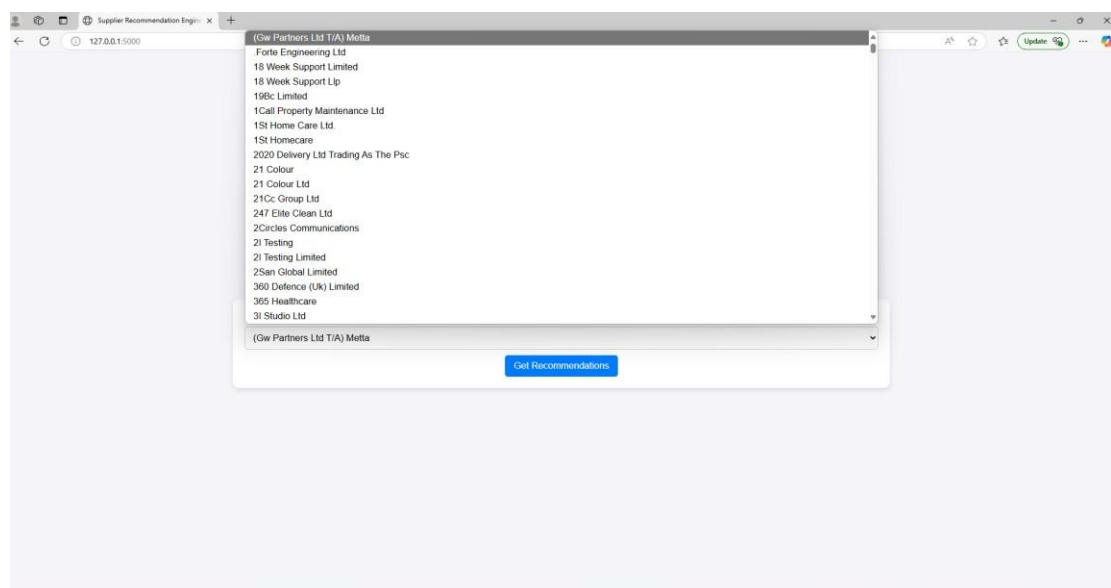 Supplier Recommendation Engin
127.0.0.1:5000
Update
(Gw Partners Ltd T/A) Metta
.Forte Engineering Ltd
18 Week Support Limited
18 Week Support Llp
19Bc Limited
1Call Property Maintenance Ltd
1St Home Care Ltd.
1St Homecare
2020 Delivery Ltd Trading As The Psc
21 Colour
21 Colour Ltd
21Cc Group Ltd
247 Elite Clean Ltd
2Circles Communications
2I Testing
2I Testing Limited
2San Global Limited
360 Defence (Uk) Limited
365 Healthcare
3I Studio Ltd
(Gw Partners Ltd T/A) Metta
Get Recommendations